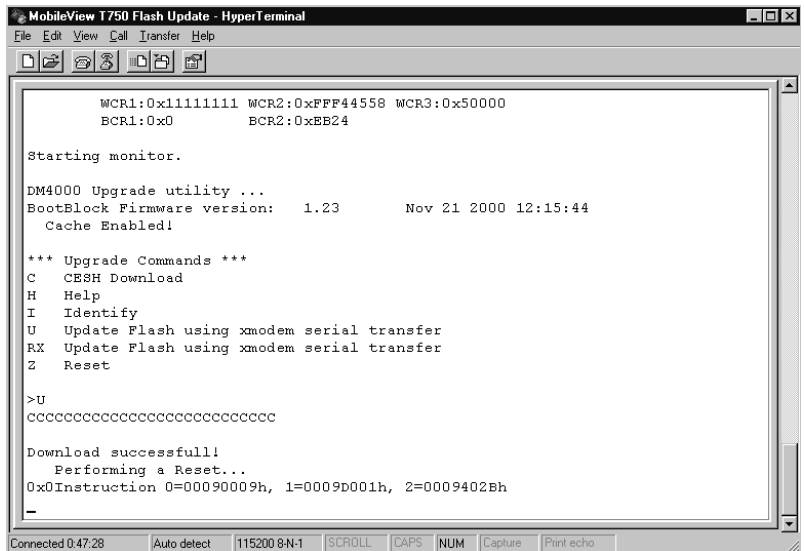 MobileView T750 Flash Update - HyperTerminal
File Edit View Call Transfer Help
WCR1:0x11111111 WCR2:0xFFF44558 WCR3:0x50000
BCR1:0x0 BCR2:0xEB24
Starting monitor.
DM4000 Upgrade utility ...
BootBlock Firmware version: 1.23 Nov 21 2000 12:15:44
Cache Enabled!
*** Upgrade Commands ***
C CESH Download
H Help
I Identify
U Update Flash using xmodem serial transfer
RX Update Flash using xmodem serial transfer
Z Reset
>U
CCCCCCCCCCCCCCCCCCCCCCCCCCC
Download successfull!
Performing a Reset...
0x0Instruction 0=00090009h, 1=0009D001h, 2=0009402Bh
_
Connected 0:47:28 Auto detect 115200 8-N-1 SCROLL CAPS NUM Capture Print echo